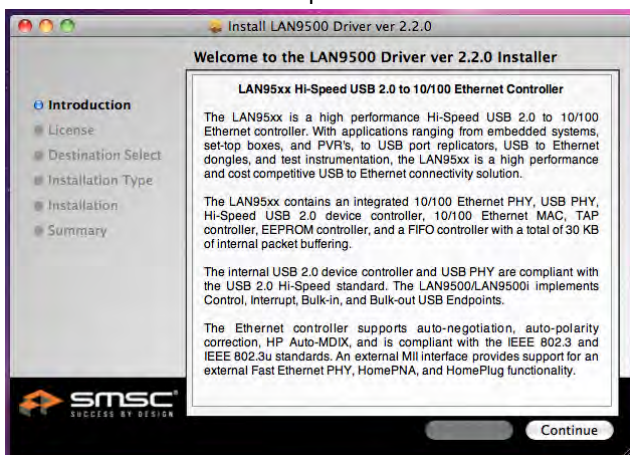 Install LAN9500 Driver ver 2.2.0
Welcome to the LAN9500 Driver ver 2.2.0 Installer
Introduction
License
Destination Select
Installation Type
Installation
Summary
LAN95xx Hi-Speed USB 2.0 to 10/100 Ethernet Controller
The LAN95xx is a high performance Hi-Speed USB 2.0 to 10/100
Ethernet controller. With applications ranging from embedded systems,
set-top boxes, and PVR's, to USB port replicators, USB to Ethernet
dongles, and test instrumentation, the LAN95xx is a high performance
and cost competitive USB to Ethernet connectivity solution.
The LAN95xx contains an integrated 10/100 Ethernet PHY, USB PHY,
Hi-Speed USB 2.0 device controller, 10/100 Ethernet MAC, TAP
controller, EEPROM controller, and a FIFO controller with a total of 30 KB
of internal packet buffering.
The internal USB 2.0 device controller and USB PHY are compliant with
the USB 2.0 Hi-Speed standard. The LAN9500/LAN9500i implements
Control, Interrupt, Bulk-in, and Bulk-out USB Endpoints.
The Ethernet controller supports auto-negotiation, auto-polarity
correction, HP Auto-MDIX, and is compliant with the IEEE 802.3 and
IEEE 802.3u standards. An external MII interface provides support for an
external Fast Ethernet PHY, HomePNA, and HomePlug functionality.
smsc
SUCCESS BY DESIGN
Continue